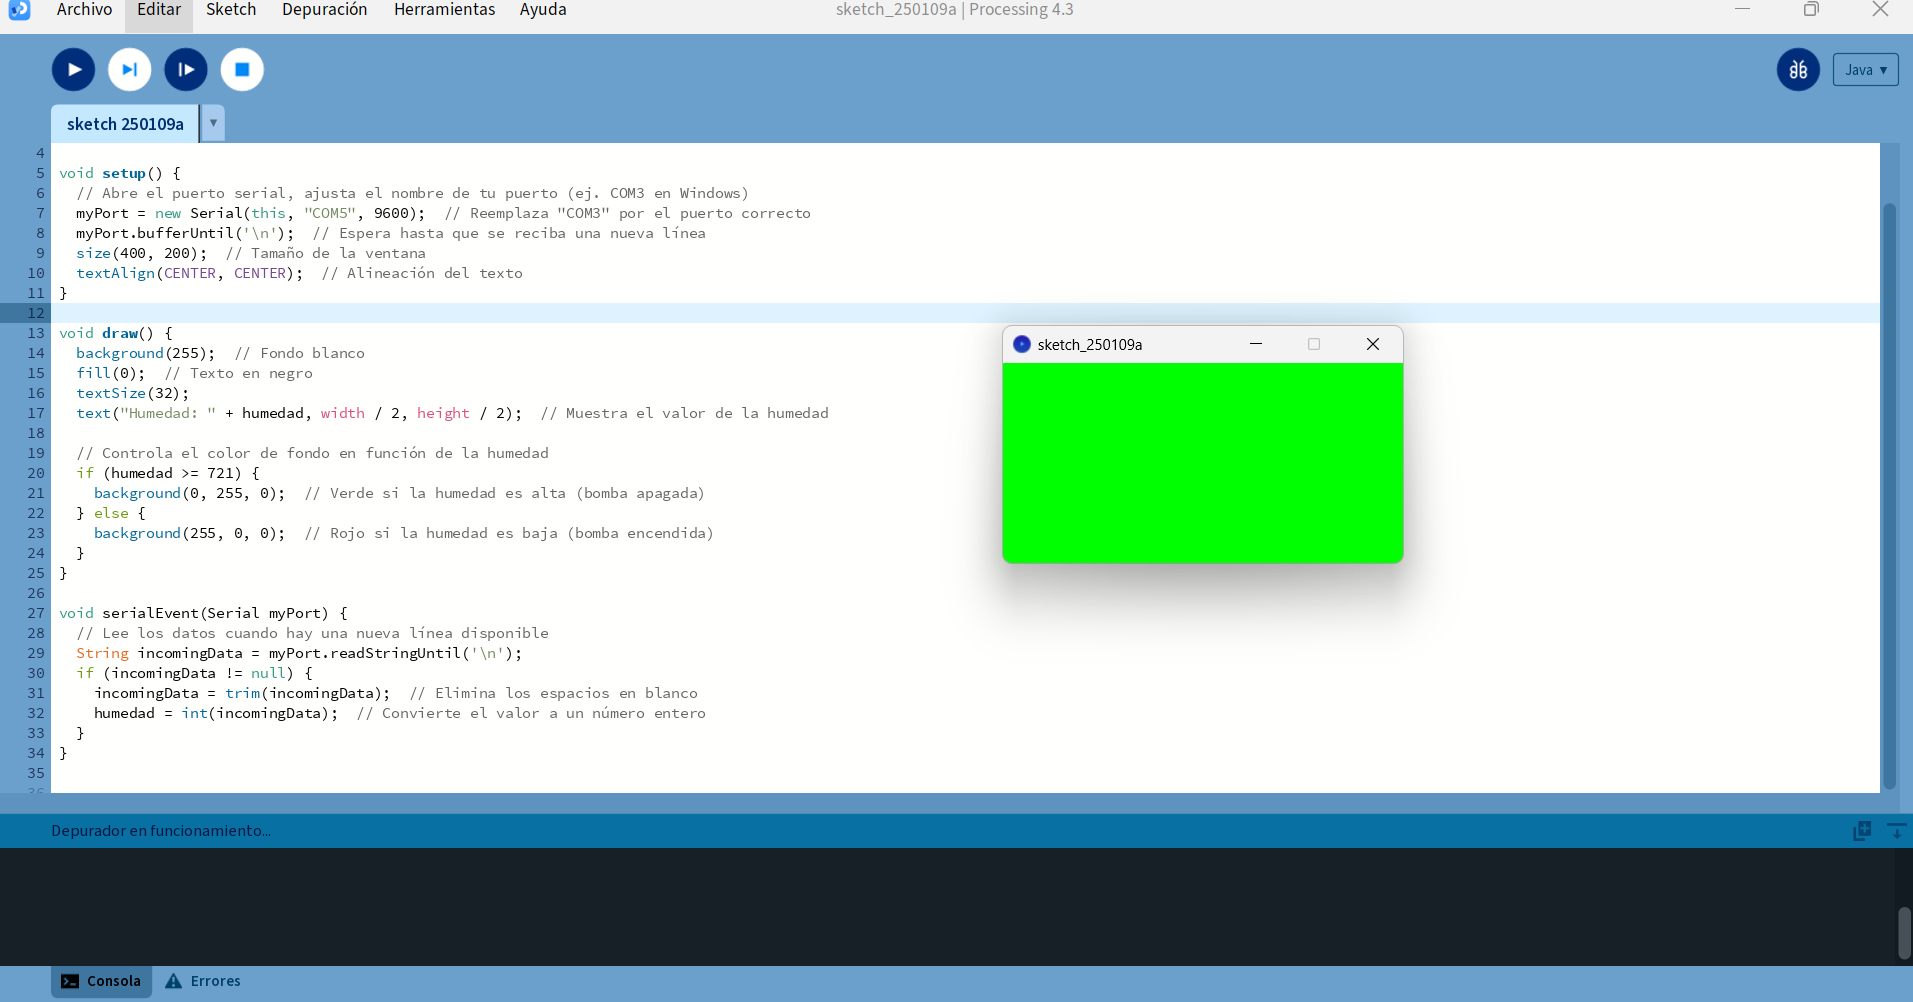 Archivo Editar Sketch Depuración Herramientas Ayuda sketch_250109a | Processing 4.3
Java ▾
sketch 250109a ▾
4
5 void setup() {
6 // Abre el puerto serial, ajusta el nombre de tu puerto (ej. COM3 en Windows)
7 myPort = new Serial(this, "COM5", 9600); // Reemplaza "COM3" por el puerto correcto
8 myPort.bufferUntil('\n'); // Espera hasta que se reciba una nueva línea
9 size(400, 200); // Tamaño de la ventana
10 textAlign(CENTER, CENTER); // Alineación del texto
11 }
12
13 void draw() {
14 background(255); // Fondo blanco
15 fill(0); // Texto en negro
16 textSize(32);
17 text("Humedad: " + humedad, width / 2, height / 2); // Muestra el valor de la humedad
18
19 // Controla el color de fondo en función de la humedad
20 if (humedad >= 721) {
21 background(0, 255, 0); // Verde si la humedad es alta (bomba apagada)
22 } else {
23 background(255, 0, 0); // Rojo si la humedad es baja (bomba encendida)
24 }
25 }
26
27 void serialEvent(Serial myPort) {
28 // Lee los datos cuando hay una nueva línea disponible
29 String incomingData = myPort.readStringUntil('\n');
30 if (incomingData != null) {
31 incomingData = trim(incomingData); // Elimina los espacios en blanco
32 humedad = int(incomingData); // Convierte el valor a un número entero
33 }
34 }
35
36
sketch_250109a
Depurador en funcionamiento...
Consola Errores